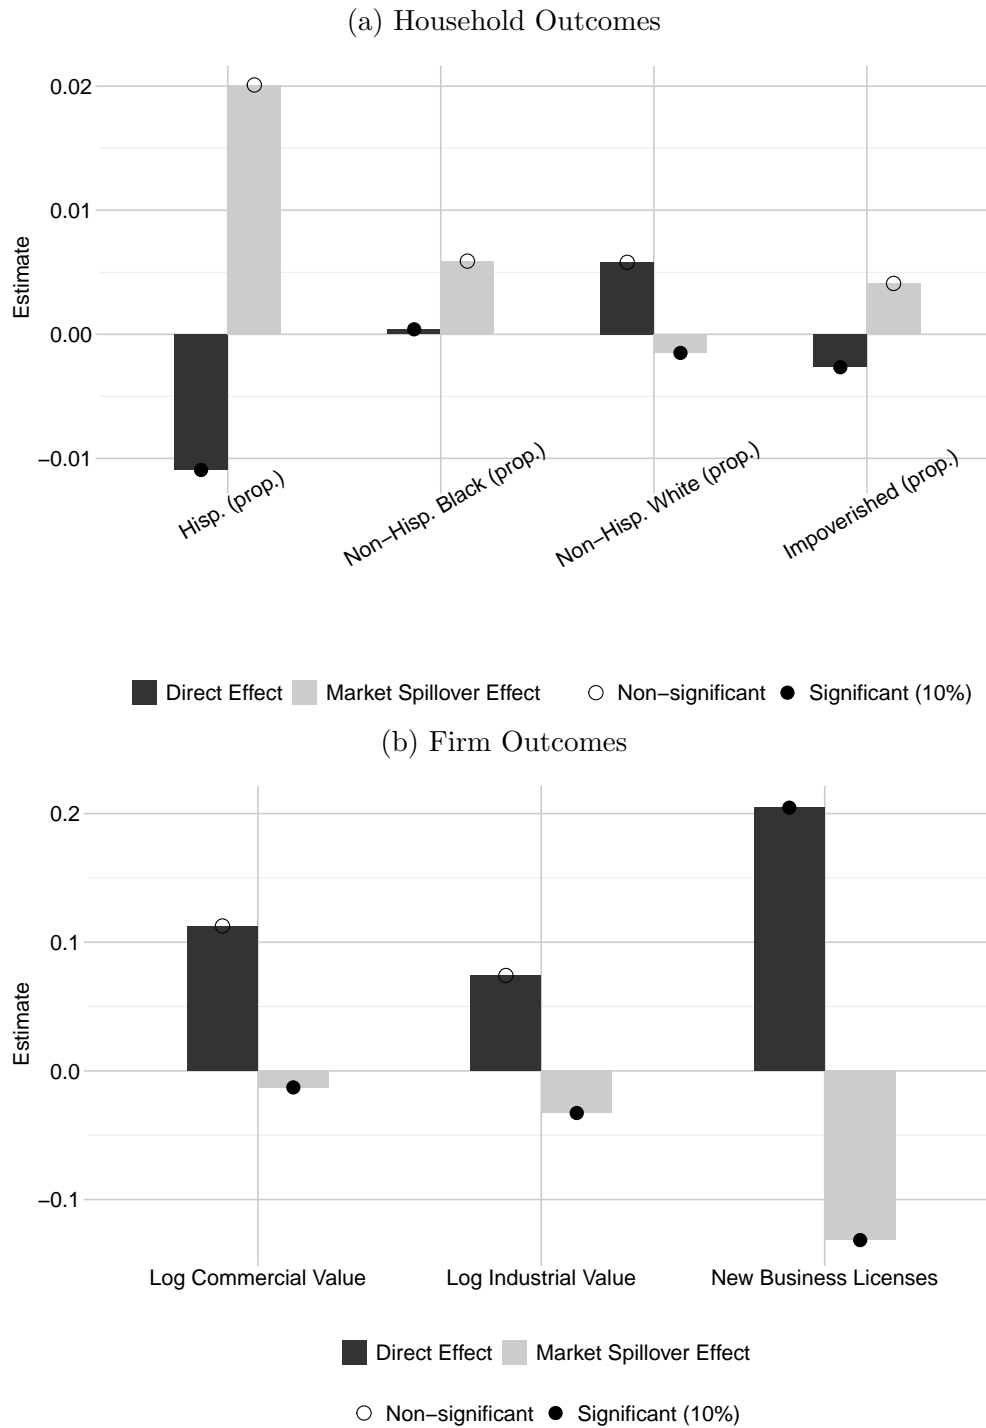 (a) Household Outcomes
0.02
0.01
0.00
−0.01
Estimate
Hisp. (prop.)
Non−Hisp. Black (prop.)
Non−Hisp. White (prop.)
Impoverished (prop.)
Direct Effect Market Spillover Effect Non−significant Significant (10%)
(b) Firm Outcomes
0.2
0.1
0.0
−0.1
Estimate
Log Commercial Value Log Industrial Value New Business Licenses
Direct Effect Market Spillover Effect
Non−significant Significant (10%)